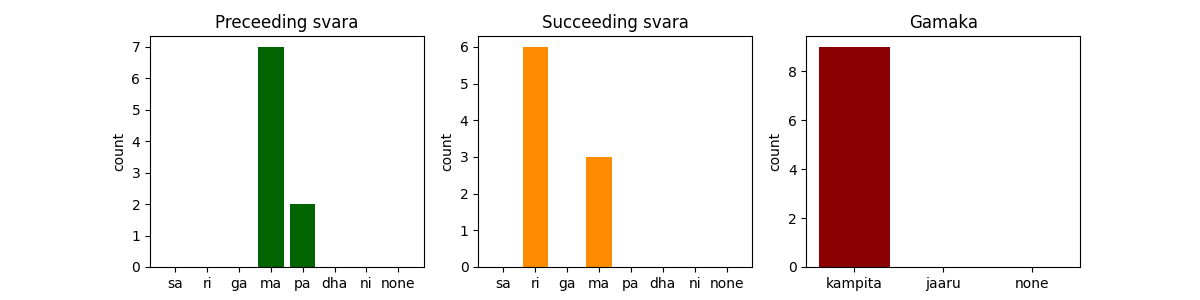 Preceeding svara
count
7
6
5
4
3
2
1
0
sa ri ga ma pa dha ni none
Succeeding svara
count
6
5
4
3
2
1
0
sa ri ga ma pa dha ni none
Gamaka
count
8
6
4
2
0
kampita jaaru none